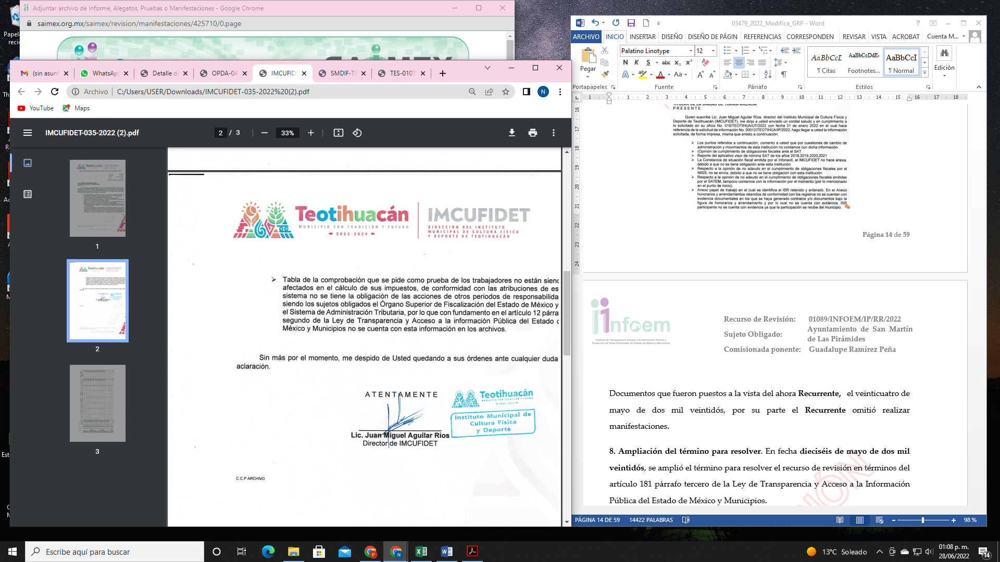 Adjuntar archivo de Informe, Alegatos, Pruebas o Manifestaciones - Google Chrome
saimex.org.mx/saimex/revision/manifestaciones/425710/0.page
(sin asunt
WhatsApp
Detalle de
OPDA-04
IMCUFIDE
SMDIF-TE
TES-0107
Archivo
C:/Users/USER/Downloads/IMCUFIDET-035-2022%20(2).pdf
N
YouTube
Maps
IMCUFIDET-035-2022 (2).pdf
2 / 3
33%
1
2
3
Teotihuacán
MUNICIPIO CON TRADICIÓN Y FUTURO
2022-2024
IMCUFIDET
DIRECCIÓN DEL INSTITUTO
MUNICIPAL DE CULTURA FÍSICA
Y DEPORTE DE TEOTIHUACÁN
➢ Tabla de la comprobación que se pide como prueba de los trabajadores no están sienc
afectados en el cálculo de sus impuestos, de conformidad con las atribuciones de es
sistema no se tiene la obligación de las acciones de otros periodos de responsabilida
siendo los sujetos obligados el Órgano Superior de Fiscalización del Estado de México y
el Sistema de Administración Tributaria, por lo que con fundamento en el artículo 12 párra
segundo de la Ley de Transparencia y Acceso a la información Pública del Estado c
México y Municipios no se cuenta con esta información en los archivos.
Sin más por el momento, me despido de Usted quedando a sus órdenes ante cualquier duda
aclaración.
ATENTAMENTE
Lic. Juan Miguel Aguilar Ríos
Director de IMCUFIDET
Teotihuacán
Instituto Municipal de
Cultura Física
y Deporte
C.C.P ARCHIVO
03479_2022_Modifica_GRP - Word
ARCHIVO INICIO INSERTAR DISEÑO DISEÑO DE PÁGIN REFERENCIAS CORRESPONDEN REVISAR VISTA ACROBAT Cuenta M...
Pegar
Palatino Linotype 12
N K S abc x₂ x²
AaBbCcI AaBbCcDdEe AaBbCcI
¶ Citas Footnotes... ¶ Normal
Edición
Portapapeles Fuente Párrafo Estilos
TITULAR DE LA UNIDAD DE TRANSPARENCIA
PRESENTE.
Quien suscribe Lic. Juan Miguel Aguilar Ríos, director del Instituto Municipal de Cultura Física y
Deporte de Teotihuacán (IMCUFIDET), me dirijo a usted enviado un cordial saludo y en cumplimiento a
lo solicitado en su oficio No. 016/TEOTIHUA/UT/2022 con fecha 31 de enero 2022 en el cual hace
referencia de la solicitud de información No. 00012/TEOTIHUA/IP/2022, hago llegar a usted la información
solicitada, de forma impresa, misma que enlisto a continuación:
➢ Los puntos referidos a continuación, comento a usted que por cuestiones de cambio de
administración y movimientos de esta institución no contamos con dicha información.
➢ (Opinión de cumplimiento de obligaciones fiscales ante el SAT.
➢ Reporte del aplicativo visor de nómina SAT de los años 2018,2019,2020,2021
➢ La Constancia de situación fiscal emitida por el Infonavit, el IMCUFIDET no hace anexa,
debido a que no se tiene obligación ante esta institución.
➢ Respecto a la opinión de no adeudo en el cumplimiento de obligaciones fiscales por el
IMSS, no se envía, debido a que no se tiene obligación con esta institución.
➢ Respecto a la opinión de no adeudo en el cumplimiento de obligaciones fiscales emitidas
por el SATEM, tampoco contamos con la información por el momento (por lo mencionado
en el punto de inicio).
➢ Anexo papel de trabajo en el cual se identifica el ISR retenido y enterado. En el Anexo
honorarios y arrendamientos retenidos de conformidad con los registros no se cuentan con
evidencia documentales en los que se haya generado contratos y/o documentos bajo la
figura de honorarios y arrendamiento y por lo cual no se cuenta con evidencia. ISR
participante no se cuenta con evidencia ya que la participación se recibe del municipio.
Página 14 de 59
infoem
Instituto de Transparencia, Acceso a la Información Pública y
Protección de Datos Personales del Estado de México y Municipios
Recurso de Revisión: 01089/INFOEM/IP/RR/2022
Sujeto Obligado: Ayuntamiento de San Martín
de Las Pirámides
Comisionada ponente: Guadalupe Ramírez Peña
Documentos que fueron puestos a la vista del ahora Recurrente, el veinticuatro de
mayo de dos mil veintidós, por su parte el Recurrente omitió realizar
manifestaciones.
8. Ampliación del término para resolver. En fecha dieciséis de mayo de dos mil
veintidós, se amplió el término para resolver el recurso de revisión en términos del
artículo 181 párrafo tercero de la Ley de Transparencia y Acceso a la Información
Pública del Estado de México y Municipios.
PÁGINA 14 DE 59 14422 PALABRAS 98 %
Escribe aquí para buscar
13°C Soleado
01:08 p. m.
28/06/2022
14